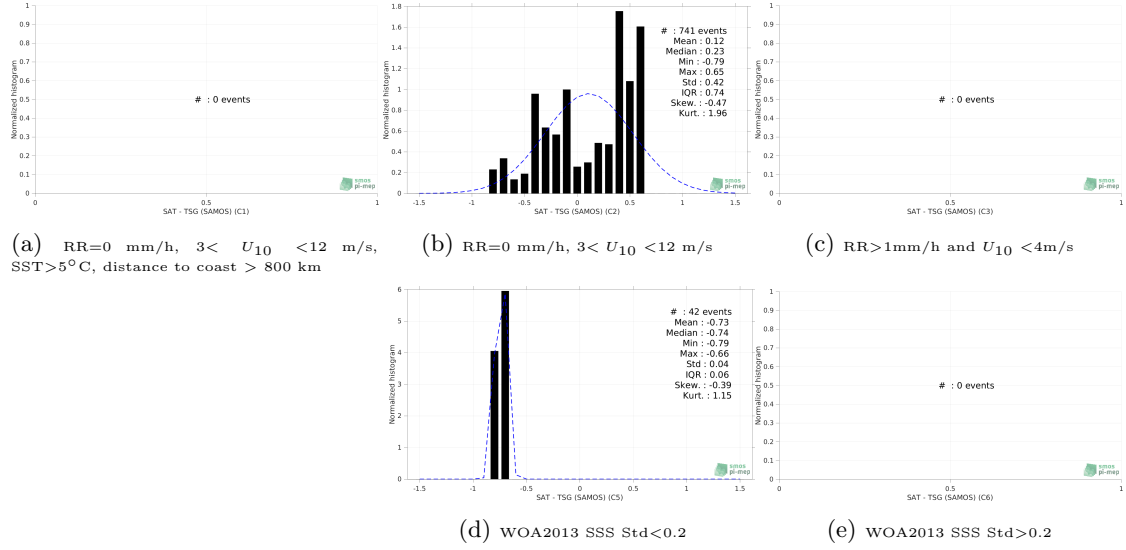 1
0.9
0.8
0.7
0.6
0.5
0.4
0.3
0.2
0.1
0
Normalized histogram
# : 0 events
0 0.5 1
SAT - TSG (SAMOS) (C1)
smos
pi-mep
(a) RR=0 mm/h, 3< U10 <12 m/s,
SST>5°C, distance to coast > 800 km
1.8
1.6
1.4
1.2
1
0.8
0.6
0.4
0.2
0
Normalized histogram
# : 741 events
Mean : 0.12
Median : 0.23
Min : -0.79
Max : 0.65
Std : 0.42
IQR : 0.74
Skew. : -0.47
Kurt. : 1.96
-1.5 -1 -0.5 0 0.5 1 1.5
SAT - TSG (SAMOS) (C2)
smos
pi-mep
(b) RR=0 mm/h, 3< U10 <12 m/s
1
0.9
0.8
0.7
0.6
0.5
0.4
0.3
0.2
0.1
0
Normalized histogram
# : 0 events
0 0.5 1
SAT - TSG (SAMOS) (C3)
smos
pi-mep
(c) RR>1mm/h and U10 <4m/s
6
5
4
3
2
1
0
Normalized histogram
# : 42 events
Mean : -0.73
Median : -0.74
Min : -0.79
Max : -0.66
Std : 0.04
IQR : 0.06
Skew. : -0.39
Kurt. : 1.15
-1.5 -1 -0.5 0 0.5 1 1.5
SAT - TSG (SAMOS) (C5)
smos
pi-mep
(d) WOA2013 SSS Std<0.2
1
0.9
0.8
0.7
0.6
0.5
0.4
0.3
0.2
0.1
0
Normalized histogram
# : 0 events
0 0.5 1
SAT - TSG (SAMOS) (C6)
smos
pi-mep
(e) WOA2013 SSS Std>0.2